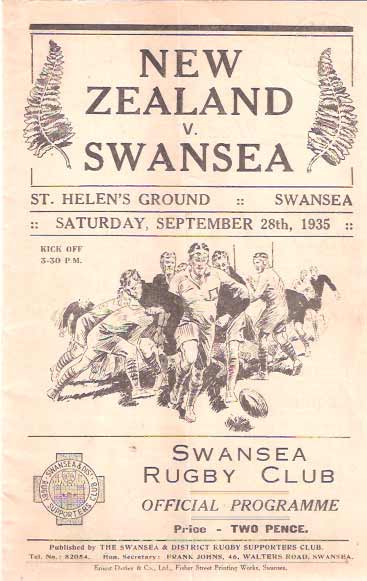 NEW
ZEALAND
v.
SWANSEA
ST. HELEN'S GROUND :: SWANSEA
:: SATURDAY, SEPTEMBER 28th, 1935 ::
KICK OFF
3-30 P.M.
SWANSEA & DIST.
RUGBY SUPPORTERS CLUB
SWANSEA
RUGBY CLUB
OFFICIAL PROGRAMME
Price - TWO PENCE.
Published by THE SWANSEA & DISTRICT RUGBY SUPPORTERS CLUB.
Tel. No.: 82084. Hon. Secretary: FRANK JOHNS, 46, WALTERS ROAD, SWANSEA.
Ernest Davies & Co., Ltd., Fisher Street Printing Works, Swansea.